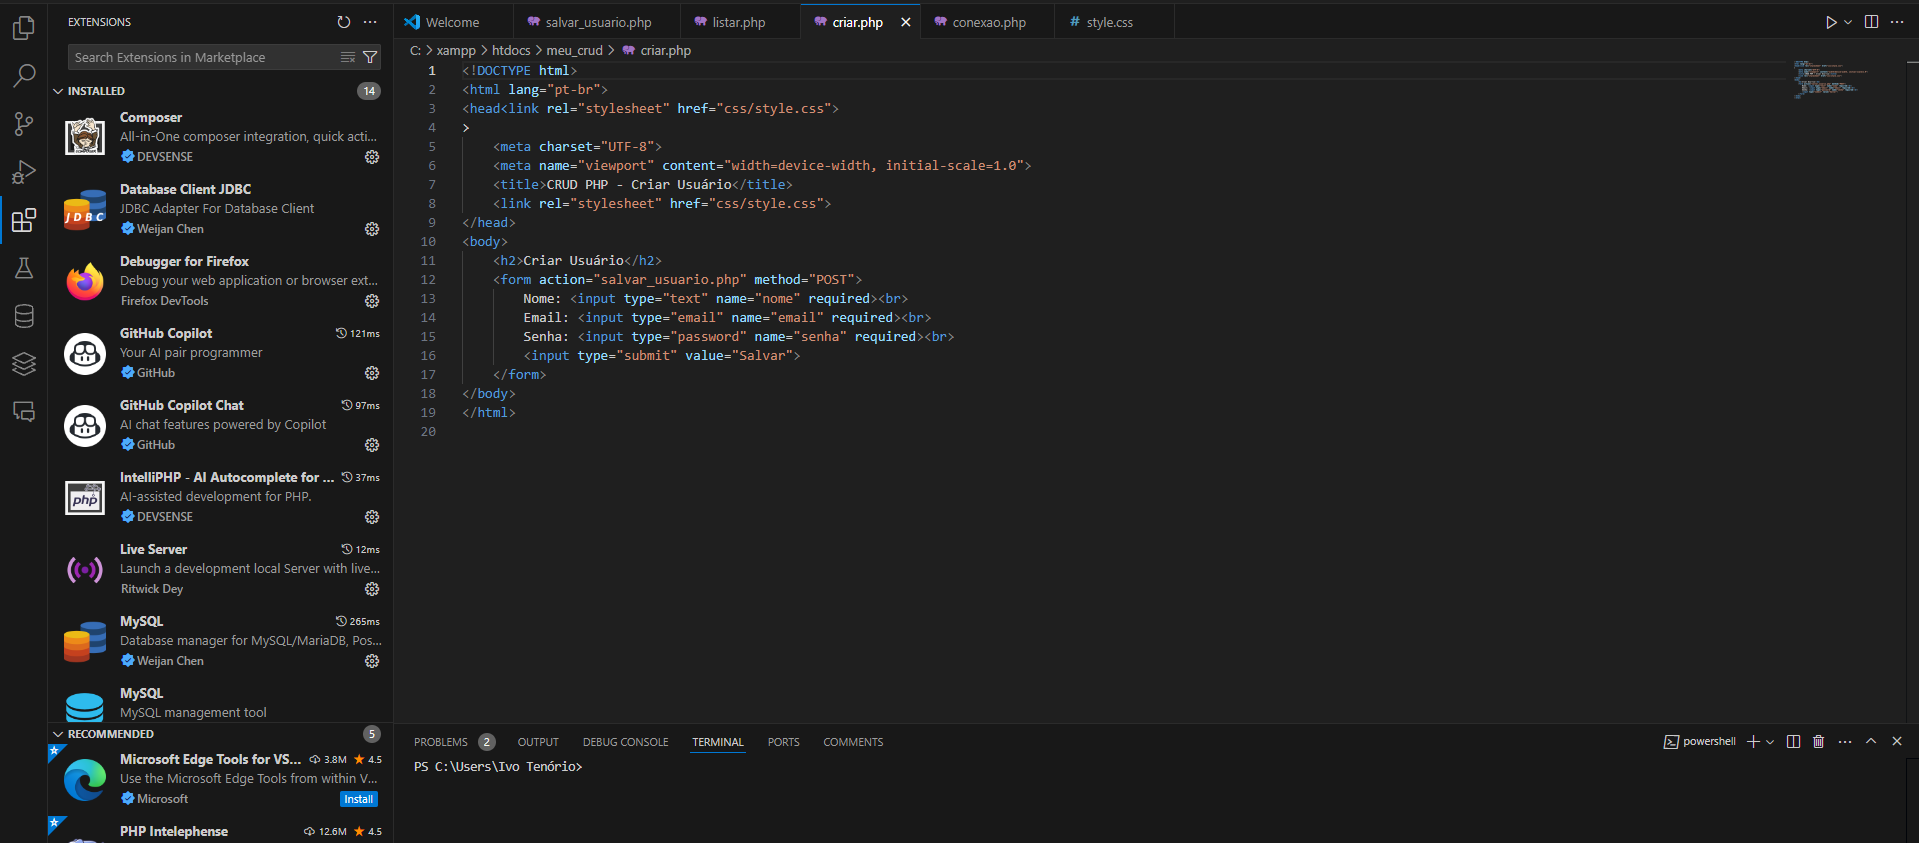 EXTENSIONS
Search Extensions in Marketplace
INSTALLED 14
Composer
All-in-One composer integration, quick acti...
DEVSENSE
Database Client JDBC
JDBC Adapter For Database Client
Weijan Chen
Debugger for Firefox
Debug your web application or browser ext...
Firefox DevTools
GitHub Copilot 121ms
Your AI pair programmer
GitHub
GitHub Copilot Chat 97ms
AI chat features powered by Copilot
GitHub
IntelliPHP - AI Autocomplete for ... 37ms
AI-assisted development for PHP.
DEVSENSE
Live Server 12ms
Launch a development local Server with live...
Ritwick Dey
MySQL 265ms
Database manager for MySQL/MariaDB, Pos...
Weijan Chen
MySQL
MySQL management tool
RECOMMENDED 5
Microsoft Edge Tools for VS... 3.8M 4.5
Use the Microsoft Edge Tools from within V...
Microsoft Install
PHP Intelephense 12.6M 4.5
JDBC
php
Welcome salvar_usuario.php listar.php criar.php conexao.php # style.css
C: > xampp > htdocs > meu_crud > criar.php
1 <!DOCTYPE html>
2 <html lang="pt-br">
3 <head<link rel="stylesheet" href="css/style.css">
4 >
5 <meta charset="UTF-8">
6 <meta name="viewport" content="width=device-width, initial-scale=1.0">
7 <title>CRUD PHP - Criar Usuário</title>
8 <link rel="stylesheet" href="css/style.css">
9 </head>
10 <body>
11 <h2>Criar Usuário</h2>
12 <form action="salvar_usuario.php" method="POST">
13 Nome: <input type="text" name="nome" required><br>
14 Email: <input type="email" name="email" required><br>
15 Senha: <input type="password" name="senha" required><br>
16 <input type="submit" value="Salvar">
17 </form>
18 </body>
19 </html>
20
PROBLEMS 2 OUTPUT DEBUG CONSOLE TERMINAL PORTS COMMENTS
powershell
PS C:\Users\Ivo Tenório>